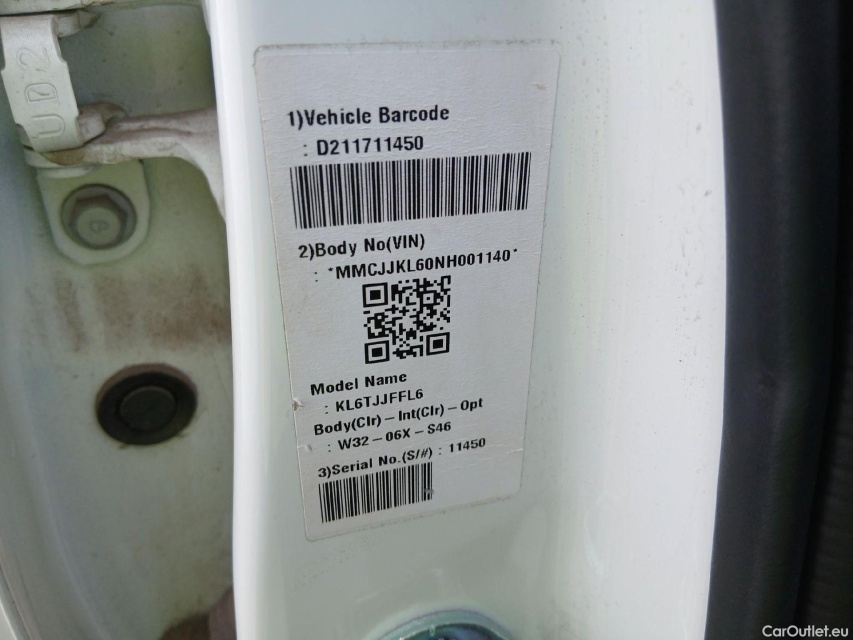 UD2
1)Vehicle Barcode
: D211711450
2)Body No(VIN)
: *MMCJJKL60NH001140*
Model Name
: KL6TJJFFL6
Body(Clr)-Int(Clr)-Opt
: W32-06X-S46
3)Serial No.(S/#) : 11450
CarOutlet.eu